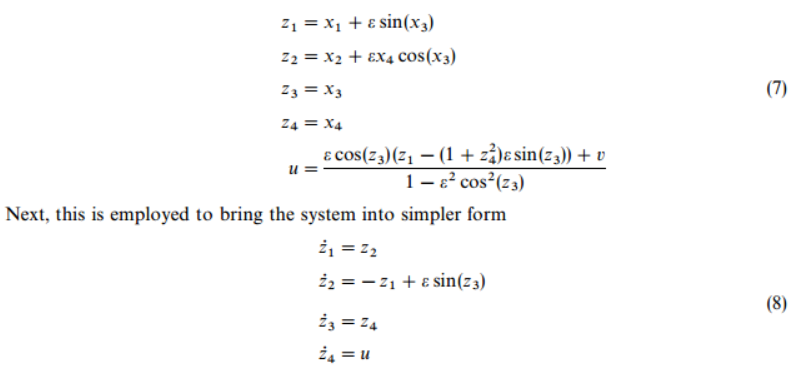 z₁ = x₁ + ε sin(x₃)
z₂ = x₂ + εx₄ cos(x₃)
z₃ = x₃ (7)
z₄ = x₄
u = (ε cos(z₃)(z₁ − (1 + z₄²)ε sin(z₃)) + v) / (1 − ε² cos²(z₃))
Next, this is employed to bring the system into simpler form
ż₁ = z₂
ż₂ = − z₁ + ε sin(z₃)
ż₃ = z₄ (8)
ż₄ = u